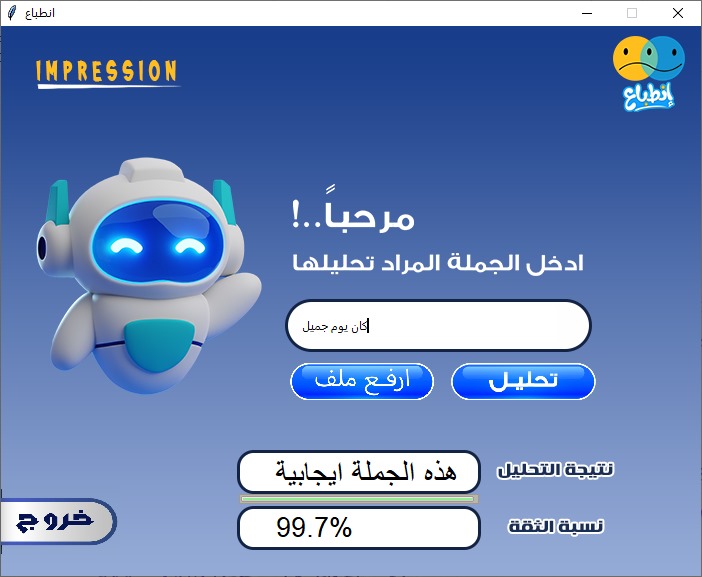 انطباع
IMPRESSION
إنطباع
مرحباً..!
ادخل الجملة المراد تحليلها
كان يوم جميل
تحليل
ارفع ملف
نتيجة التحليل
هذه الجملة ايجابية
نسبة الثقة
99.7%
خروج